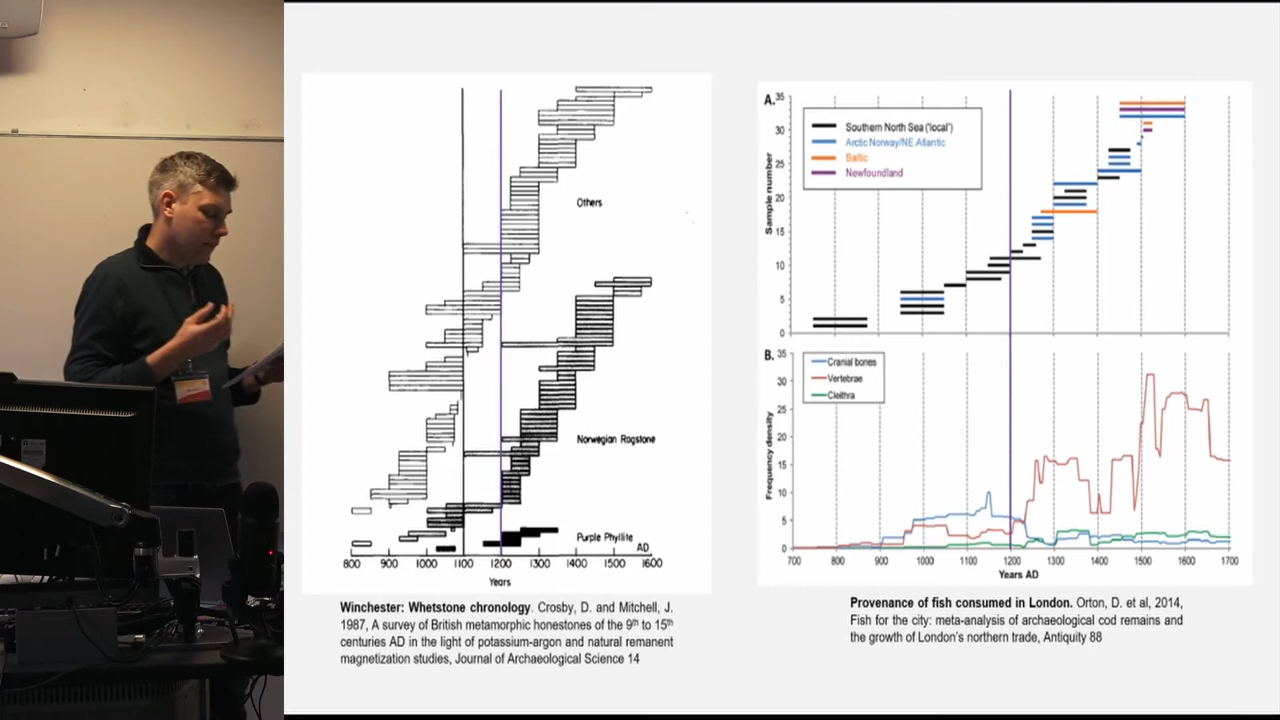 Others
Norwegian Ragstone
Purple Phyllite
AD
800 900 1000 1100 1200 1300 1400 1500 1600
Years
Winchester: Whetstone chronology. Crosby, D. and Mitchell, J.
1987, A survey of British metamorphic honestones of the 9th to 15th
centuries AD in the light of potassium-argon and natural remanent
magnetization studies, Journal of Archaeological Science 14
A.
35
30
25
20
15
10
5
0
Sample number
Southern North Sea ('local')
Arctic Norway/NE Atlantic
Baltic
Newfoundland
B.
35
30
25
20
15
10
5
0
Frequency density
Cranial bones
Vertebrae
Cleithra
700 800 900 1000 1100 1200 1300 1400 1500 1600 1700
Years AD
Provenance of fish consumed in London. Orton, D. et al, 2014,
Fish for the city: meta-analysis of archaeological cod remains and
the growth of London's northern trade, Antiquity 88